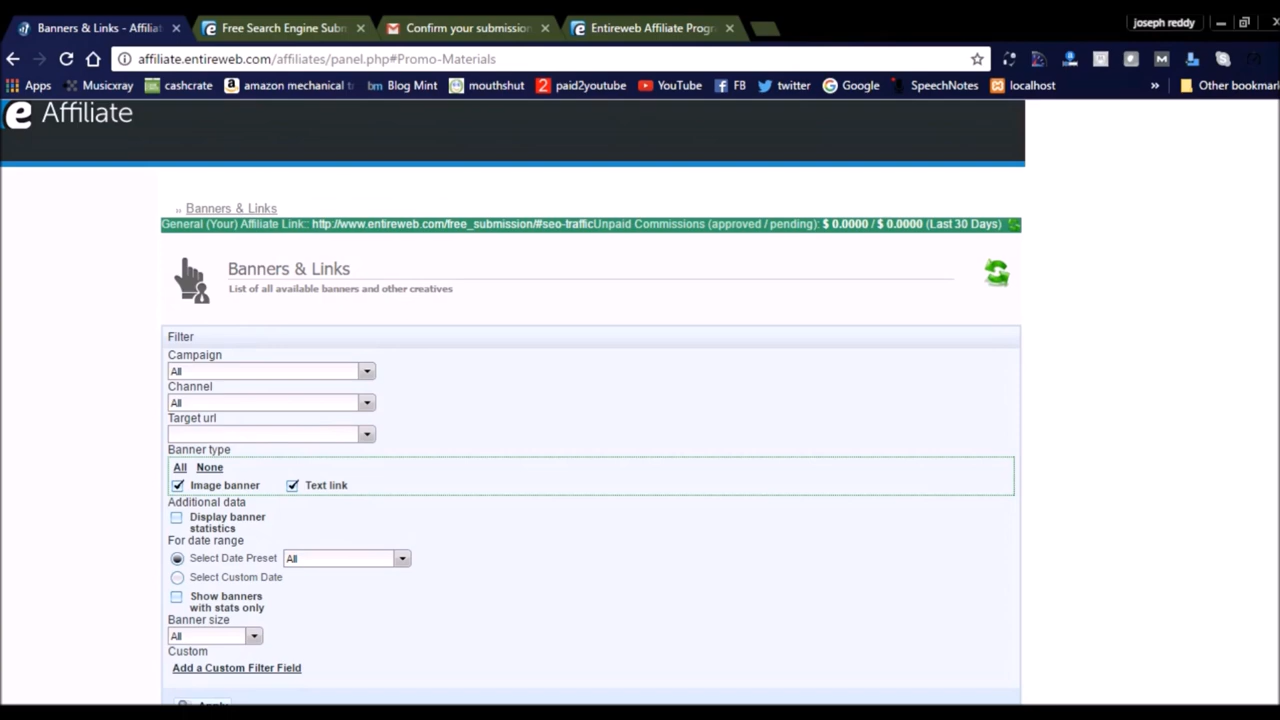 Banners & Links - Affiliat
Free Search Engine Subm
Confirm your submission
Entireweb Affiliate Progr
joseph reddy
affiliate.entireweb.com/affiliates/panel.php#Promo-Materials
Apps Musicxray cashcrate amazon mechanical t bm Blog Mint mouthshut 2 paid2youtube YouTube FB twitter Google SpeechNotes localhost » Other bookmar
e Affiliate
» Banners & Links
General (Your) Affiliate Link:: http://www.entireweb.com/free_submission/#seo-trafficUnpaid Commissions (approved / pending): $ 0.0000 / $ 0.0000 (Last 30 Days)
Banners & Links
List of all available banners and other creatives
Filter
Campaign
All
Channel
All
Target url
Banner type
All None
Image banner Text link
Additional data
Display banner
statistics
For date range
Select Date Preset All
Select Custom Date
Show banners
with stats only
Banner size
All
Custom
Add a Custom Filter Field